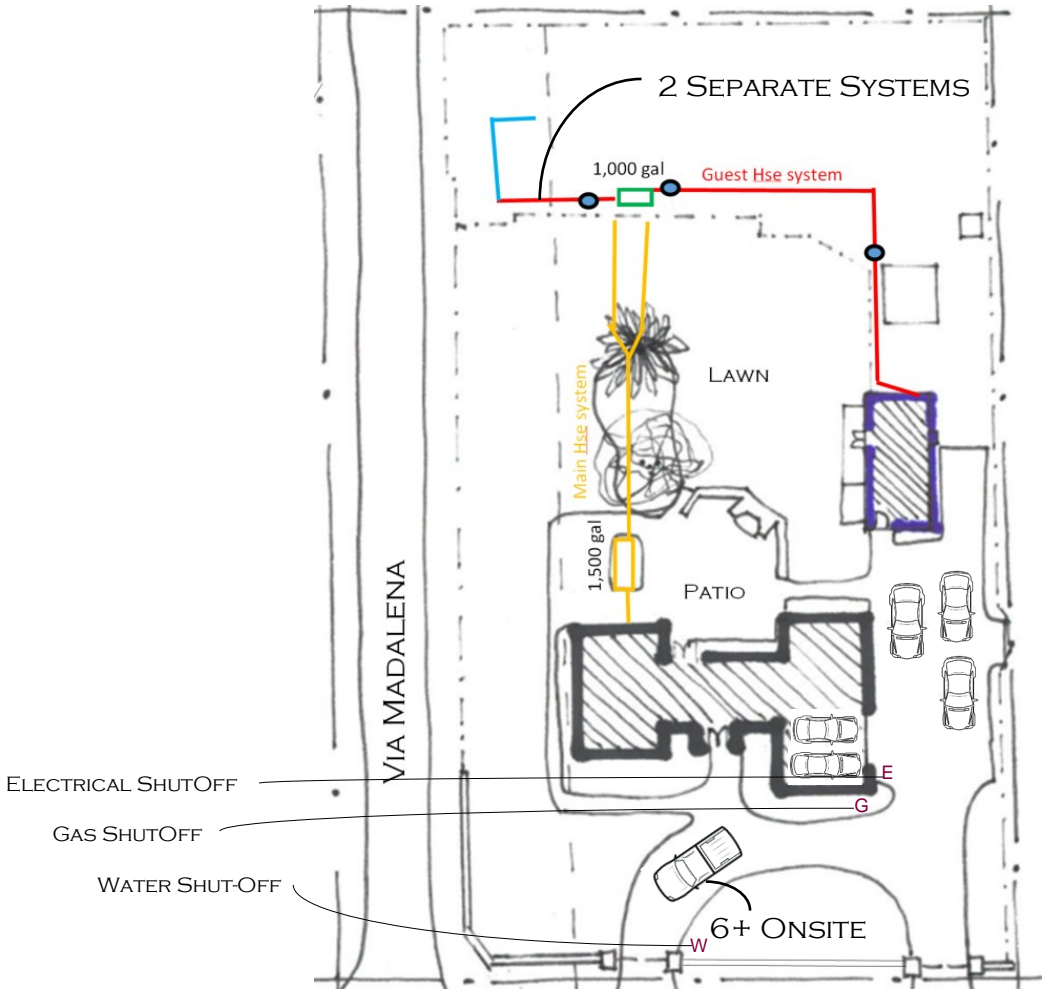 2 Separate Systems
1,000 gal
Guest Hse system
Lawn
Main Hse system
1,500 gal
Patio
Via Madalena
Electrical ShutOff
E
Gas ShutOff
G
Water Shut-Off
6+ Onsite
W